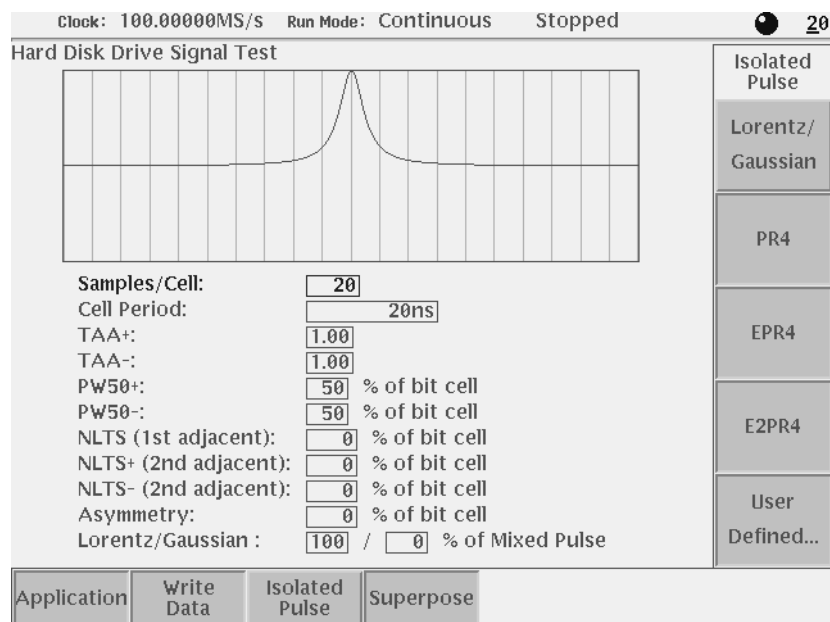 Clock: 100.00000MS/s Run Mode: Continuous Stopped 20
Hard Disk Drive Signal Test
Isolated
Pulse
Lorentz/
Gaussian
PR4
EPR4
E2PR4
User
Defined...
Samples/Cell: 20
Cell Period: 20ns
TAA+: 1.00
TAA-: 1.00
PW50+: 50 % of bit cell
PW50-: 50 % of bit cell
NLTS (1st adjacent): 0 % of bit cell
NLTS+ (2nd adjacent): 0 % of bit cell
NLTS- (2nd adjacent): 0 % of bit cell
Asymmetry: 0 % of bit cell
Lorentz/Gaussian : 100 / 0 % of Mixed Pulse
Application
Write
Data
Isolated
Pulse
Superpose